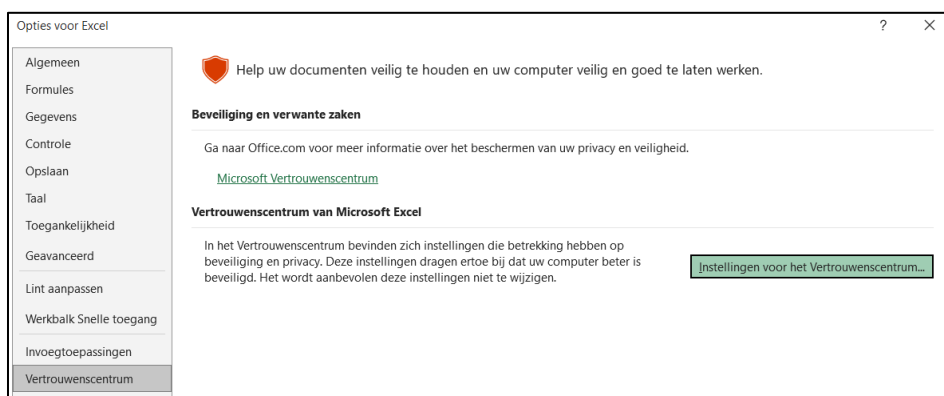 Opties voor Excel
?
×
Algemeen
Formules
Gegevens
Controle
Opslaan
Taal
Toegankelijkheid
Geavanceerd
Lint aanpassen
Werkbalk Snelle toegang
Invoegtoepassingen
Vertrouwenscentrum
Help uw documenten veilig te houden en uw computer veilig en goed te laten werken.
Beveiliging en verwante zaken
Ga naar Office.com voor meer informatie over het beschermen van uw privacy en veiligheid.
Microsoft Vertrouwenscentrum
Vertrouwenscentrum van Microsoft Excel
In het Vertrouwenscentrum bevinden zich instellingen die betrekking hebben op
beveiliging en privacy. Deze instellingen dragen ertoe bij dat uw computer beter is
beveiligd. Het wordt aanbevolen deze instellingen niet te wijzigen.
Instellingen voor het Vertrouwenscentrum...